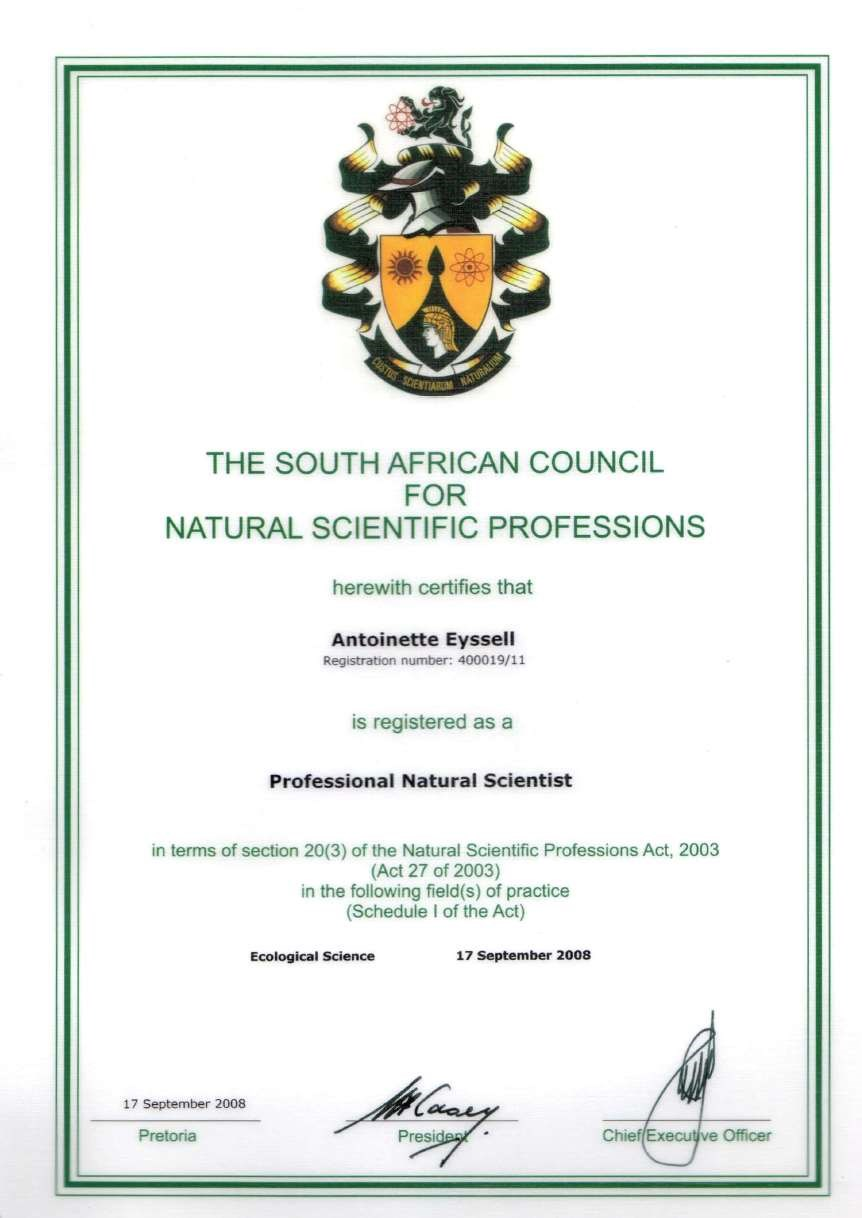 CUSTUS SCIENTIARUM NATURALIUM
THE SOUTH AFRICAN COUNCIL
FOR
NATURAL SCIENTIFIC PROFESSIONS
herewith certifies that
Antoinette Eyssell
Registration number: 400019/11
is registered as a
Professional Natural Scientist
in terms of section 20(3) of the Natural Scientific Professions Act, 2003
(Act 27 of 2003)
in the following field(s) of practice
(Schedule I of the Act)
Ecological Science 17 September 2008
17 September 2008
Pretoria President Chief Executive Officer